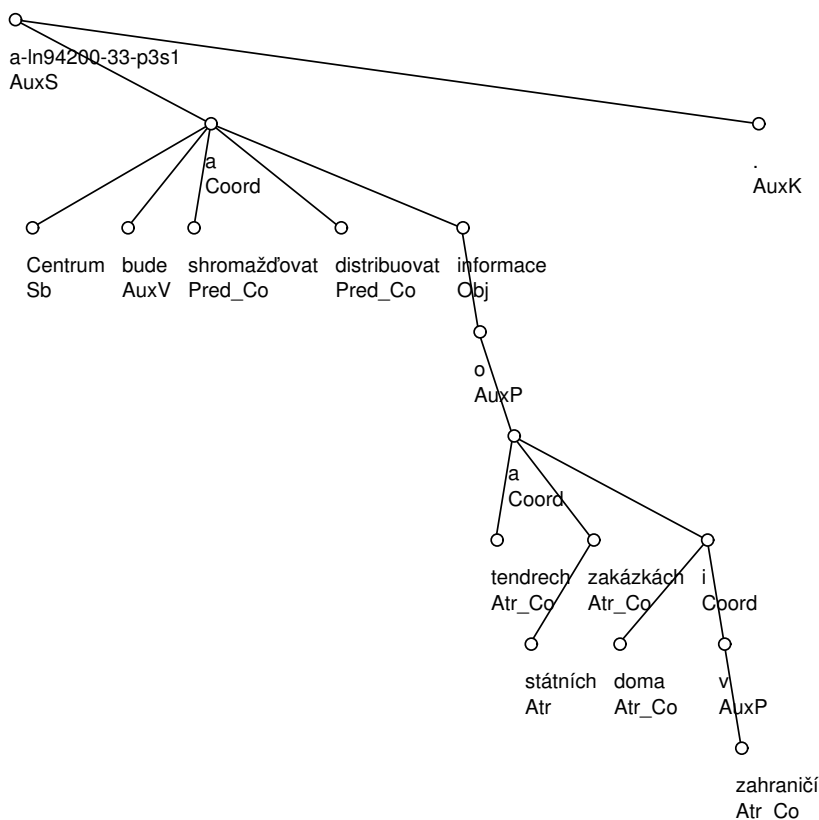 a-ln94200-33-p3s1
AuxS
a
Coord
.
AuxK
Centrum bude shromažďovat distribuovat informace
Sb AuxV Pred_Co Pred_Co Obj
o
AuxP
a
Coord
tendrech zakázkách i
Atr_Co Atr_Co Coord
státních doma v
Atr Atr_Co AuxP
zahraničí
Atr_Co